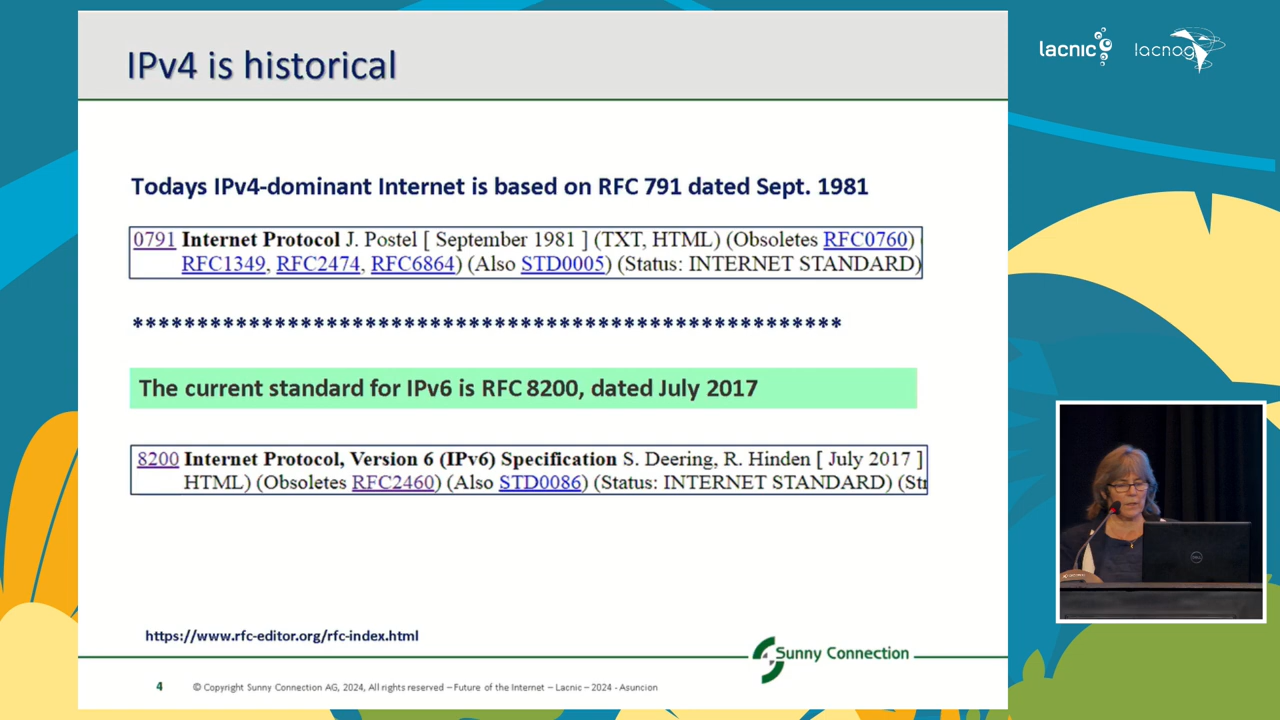 IPv4 is historical
lacnic
lacnog
Todays IPv4-dominant Internet is based on RFC 791 dated Sept. 1981
0791 Internet Protocol J. Postel [ September 1981 ] (TXT, HTML) (Obsoletes RFC0760)
RFC1349, RFC2474, RFC6864) (Also STD0005) (Status: INTERNET STANDARD)
*******************************************************
The current standard for IPv6 is RFC 8200, dated July 2017
8200 Internet Protocol, Version 6 (IPv6) Specification S. Deering, R. Hinden [ July 2017 ]
HTML) (Obsoletes RFC2460) (Also STD0086) (Status: INTERNET STANDARD) (Str
https://www.rfc-editor.org/rfc-index.html
Sunny Connection
4 © Copyright Sunny Connection AG, 2024, All rights reserved – Future of the Internet – Lacnic – 2024 - Asuncion
DELL